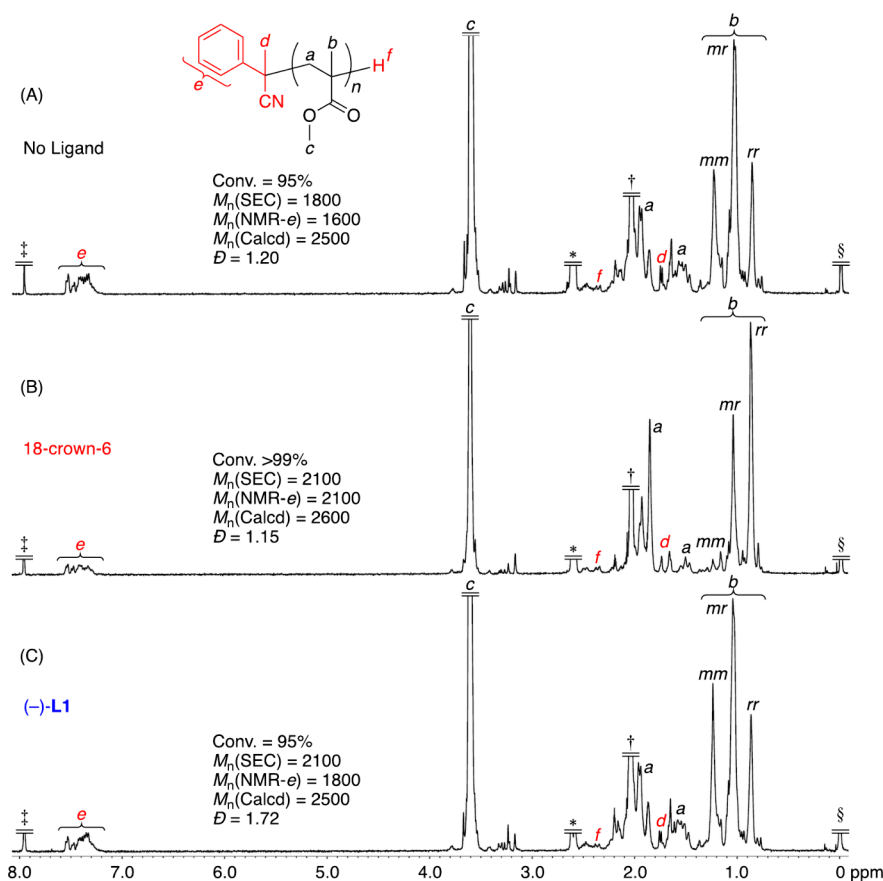 (A)
No Ligand
d
a
b
n
H f
e
CN
O
O
c
Conv. = 95%
Mn(SEC) = 1800
Mn(NMR-e) = 1600
Mn(Calcd) = 2500
Đ = 1.20
‡
e
c
*
f
†
a
d
a
b
mm
mr
rr
§
(B)
18-crown-6
Conv. >99%
Mn(SEC) = 2100
Mn(NMR-e) = 2100
Mn(Calcd) = 2600
Đ = 1.15
‡
e
c
*
f
†
a
d
a
b
mm
mr
rr
§
(C)
(–)-L1
Conv. = 95%
Mn(SEC) = 2100
Mn(NMR-e) = 1800
Mn(Calcd) = 2500
Đ = 1.72
‡
e
c
*
f
†
a
d
a
b
mm
mr
rr
§
8.0 7.0 6.0 5.0 4.0 3.0 2.0 1.0 0 ppm